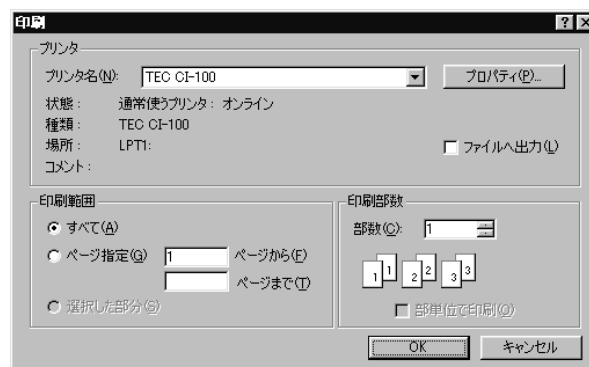 印刷
プリンタ
プリンタ名(N): TEC CI-100 プロパティ(P)...
状態： 通常使うプリンタ： オンライン
種類： TEC CI-100
場所： LPT1: ファイルへ出力(L)
コメント：
印刷範囲
すべて(A)
ページ指定(G) 1 ページから(F)
ページまで(T)
選択した部分(S)
印刷部数
部数(C): 1
1 1 2 2 3 3
部単位で印刷(O)
OK キャンセル